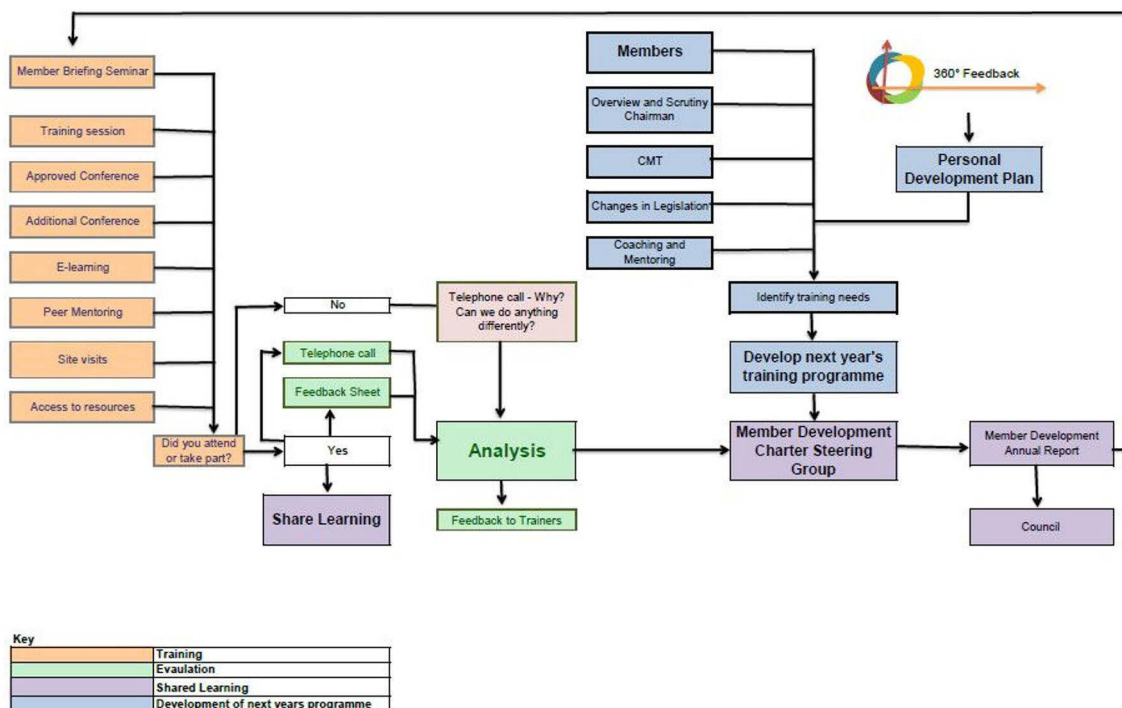 Member Briefing Seminar
Training session
Approved Conference
Additional Conference
E-learning
Peer Mentoring
Site visits
Access to resources
Did you attend
or take part?
No
Telephone call
Feedback Sheet
Yes
Share Learning
Telephone call - Why?
Can we do anything
differently?
Analysis
Feedback to Trainers
Members
Overview and Scrutiny
Chairman
CMT
Changes in Legislation
Coaching and
Mentoring
360° Feedback
Personal
Development Plan
Identify training needs
Develop next year's
training programme
Member Development
Charter Steering
Group
Member Development
Annual Report
Council
Key
Training
Evaulation
Shared Learning
Development of next years programme